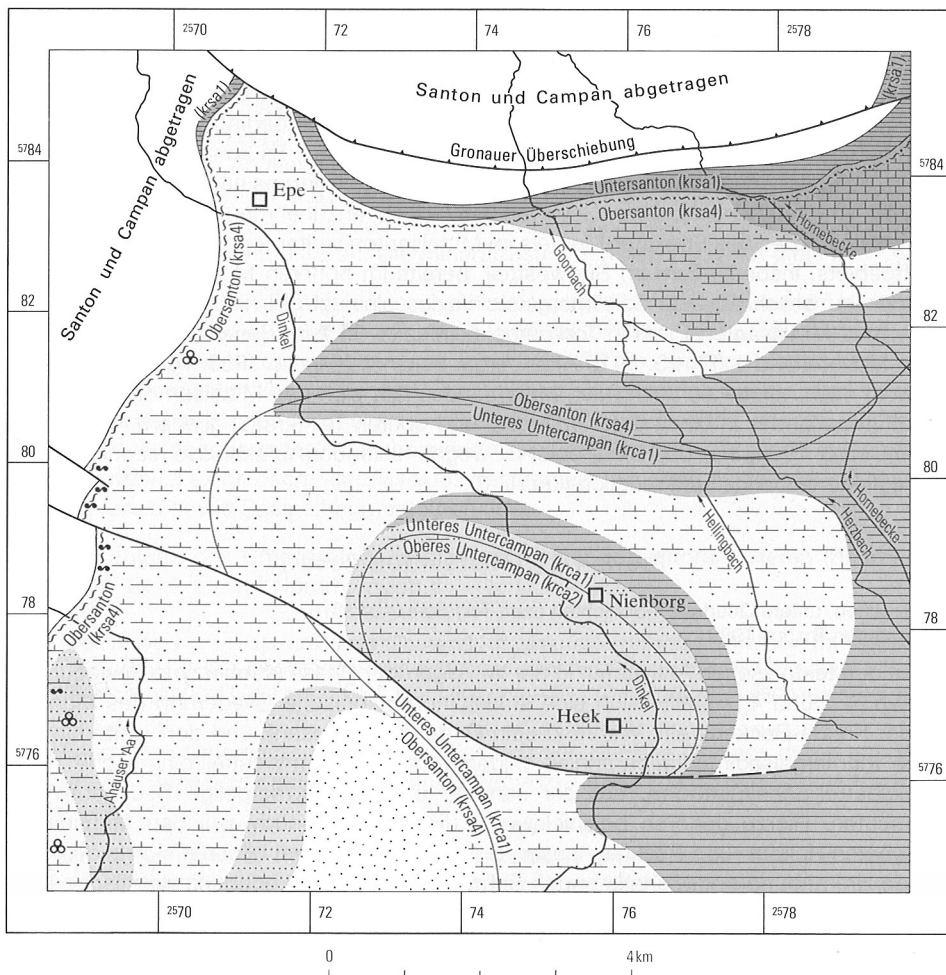 2570 72 74 76 2578
Santon und Campan abgetragen
(krsa1)
Santon und Campan abgetragen
(krsa1)
5784
Gronauer Überschiebung
5784
Epe
Untersanton (krsa1)
Obersanton (krsa4)
Hornebecke
Goorbach
Obersanton (krsa4)
82
Dinkel
82
Obersanton (krsa4)
Unteres Untercampan (krca1)
80
80
Hornebecke
Herzbach
Hellingbach
Unteres Untercampan (krca1)
Oberes Untercampan (krca2)
Nienborg
78
78
Obersanton
(krsa4)
Dinkel
Heek
Unteres Untercampan (krca1)
Obersanton (krsa4)
5776
5776
Ahauser Aa
2570 72 74 76 2578
0 4 km